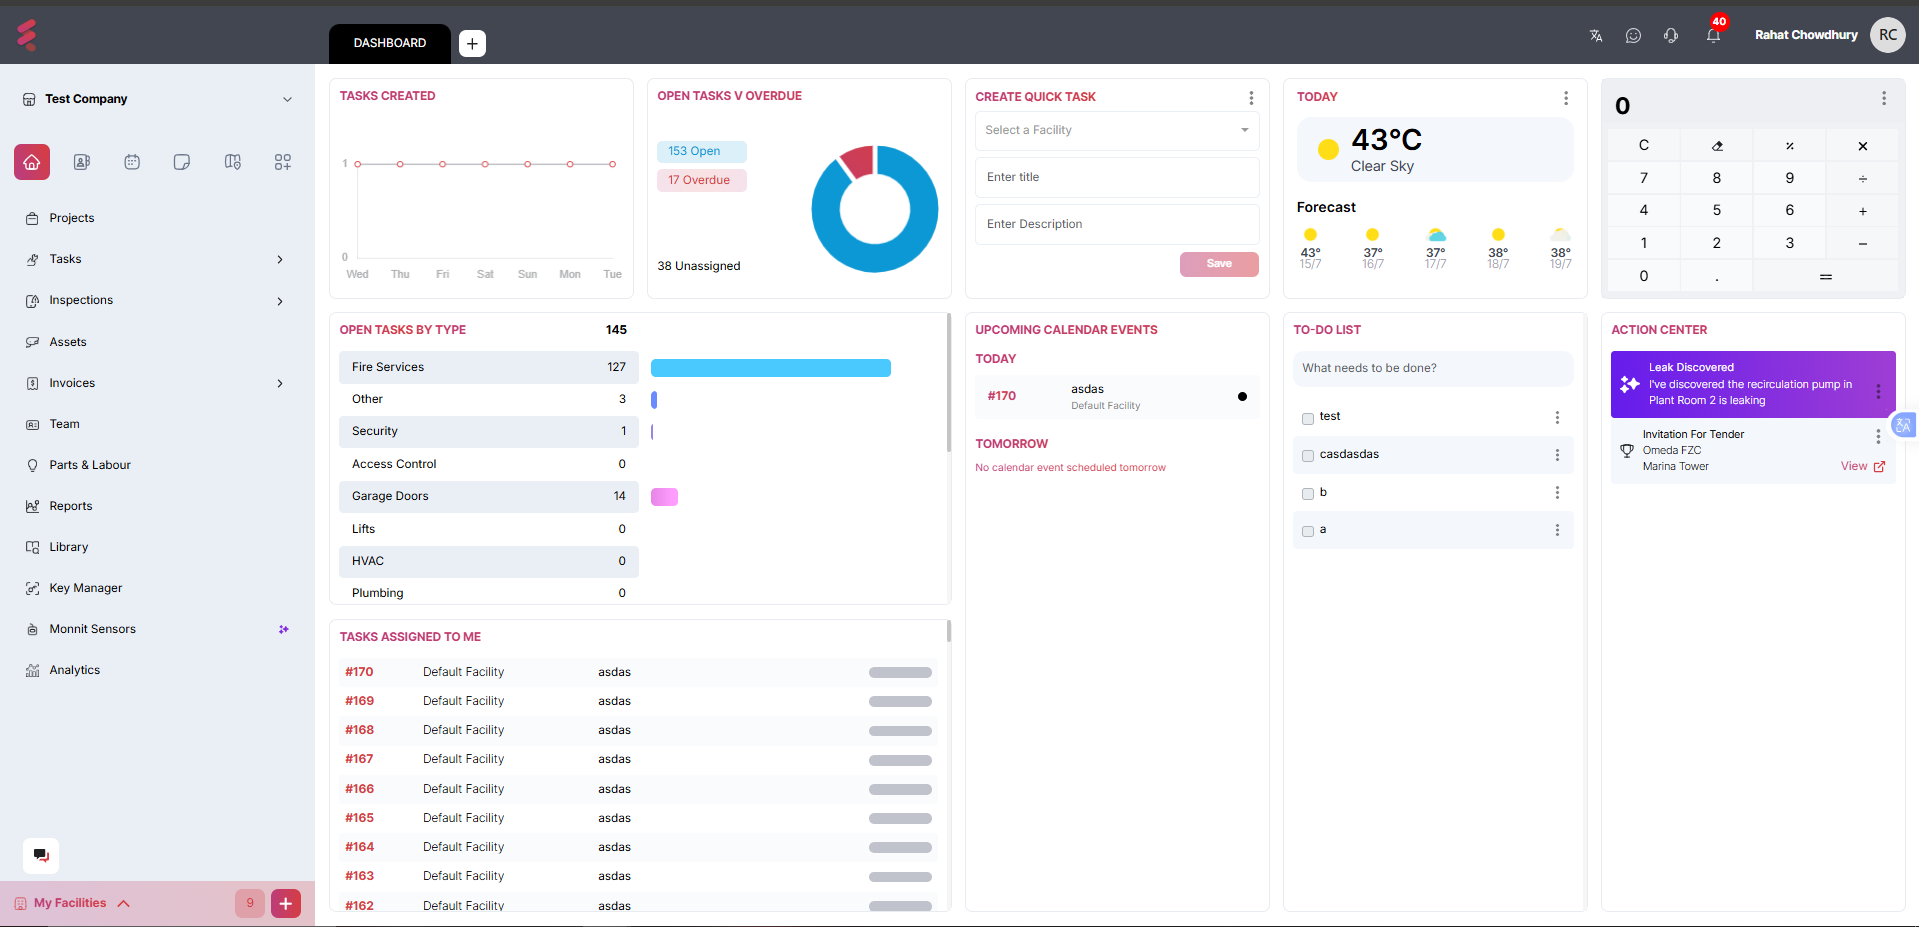 DASHBOARD
+
40
Rahat Chowdhury
RC
Test Company
Projects
Tasks
Inspections
Assets
Invoices
Team
Parts & Labour
Reports
Library
Key Manager
Monnit Sensors
Analytics
My Facilities
9
+
TASKS CREATED
1
0
Wed Thu Fri Sat Sun Mon Tue
OPEN TASKS V OVERDUE
153 Open
17 Overdue
38 Unassigned
CREATE QUICK TASK
Select a Facility
Enter title
Enter Description
Save
TODAY
43°C
Clear Sky
Forecast
43° 37° 37° 38° 38°
15/7 16/7 17/7 18/7 19/7
0
C % ×
7 8 9 ÷
4 5 6 +
1 2 3 −
0 . =
OPEN TASKS BY TYPE 145
Fire Services 127
Other 3
Security 1
Access Control 0
Garage Doors 14
Lifts 0
HVAC 0
Plumbing 0
TASKS ASSIGNED TO ME
#170 Default Facility asdas
#169 Default Facility asdas
#168 Default Facility asdas
#167 Default Facility asdas
#166 Default Facility asdas
#165 Default Facility asdas
#164 Default Facility asdas
#163 Default Facility asdas
#162 Default Facility asdas
UPCOMING CALENDAR EVENTS
TODAY
#170 asdas
Default Facility
TOMORROW
No calendar event scheduled tomorrow
TO-DO LIST
What needs to be done?
test
casdasdas
b
a
ACTION CENTER
Leak Discovered
I've discovered the recirculation pump in
Plant Room 2 is leaking
Invitation For Tender
Omeda FZC
Marina Tower
View